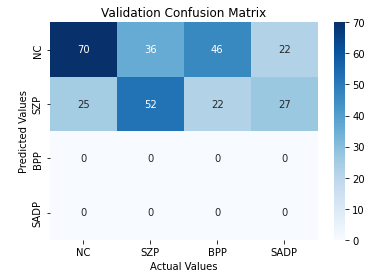 Validation Confusion Matrix
Predicted Values
NC 70 36 46 22
SZP 25 52 22 27
BPP 0 0 0 0
SADP 0 0 0 0
NC SZP BPP SADP
Actual Values
70
60
50
40
30
20
10
0